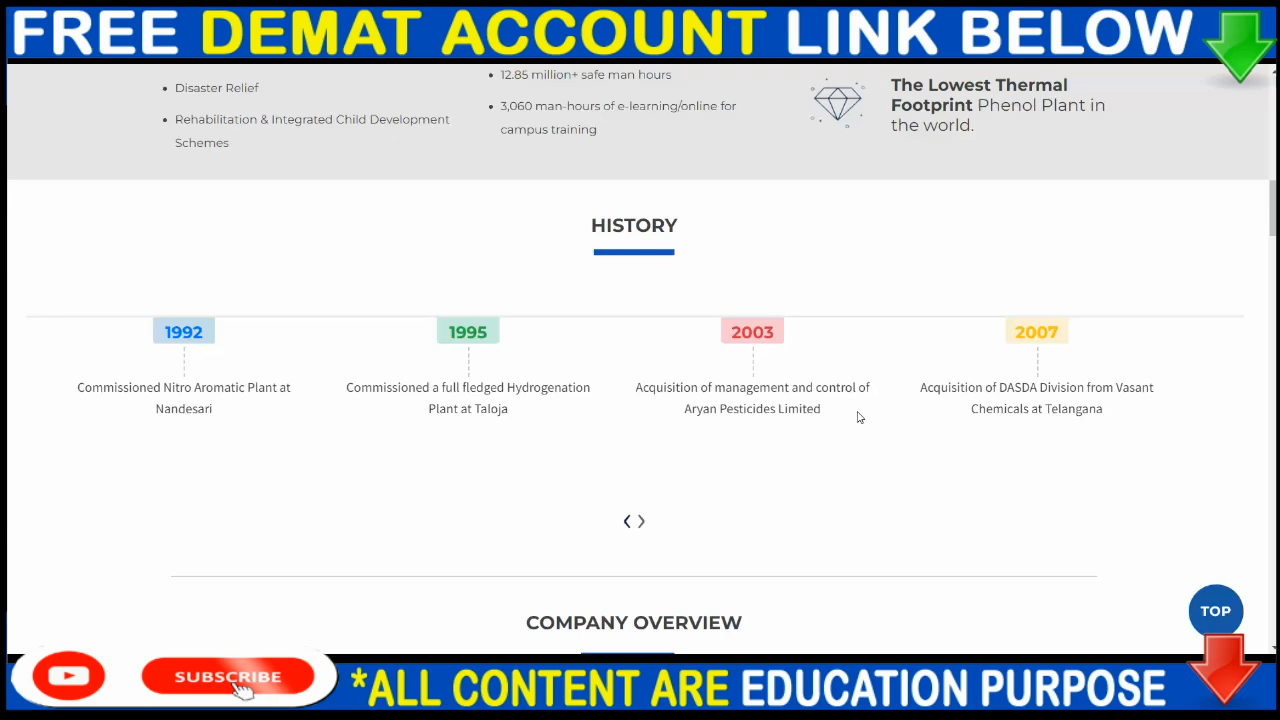 FREE DEMAT ACCOUNT LINK BELOW
Disaster Relief
Rehabilitation & Integrated Child Development
Schemes
12.85 million+ safe man hours
3,060 man-hours of e-learning/online for
campus training
The Lowest Thermal
Footprint Phenol Plant in
the world.
HISTORY
1992
Commissioned Nitro Aromatic Plant at
Nandesari
1995
Commissioned a full fledged Hydrogenation
Plant at Taloja
2003
Acquisition of management and control of
Aryan Pesticides Limited
2007
Acquisition of DASDA Division from Vasant
Chemicals at Telangana
COMPANY OVERVIEW
TOP
SUBSCRIBE
*ALL CONTENT ARE EDUCATION PURPOSE